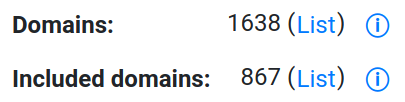 Domains: 1638 (List) i
Included domains: 867 (List) i